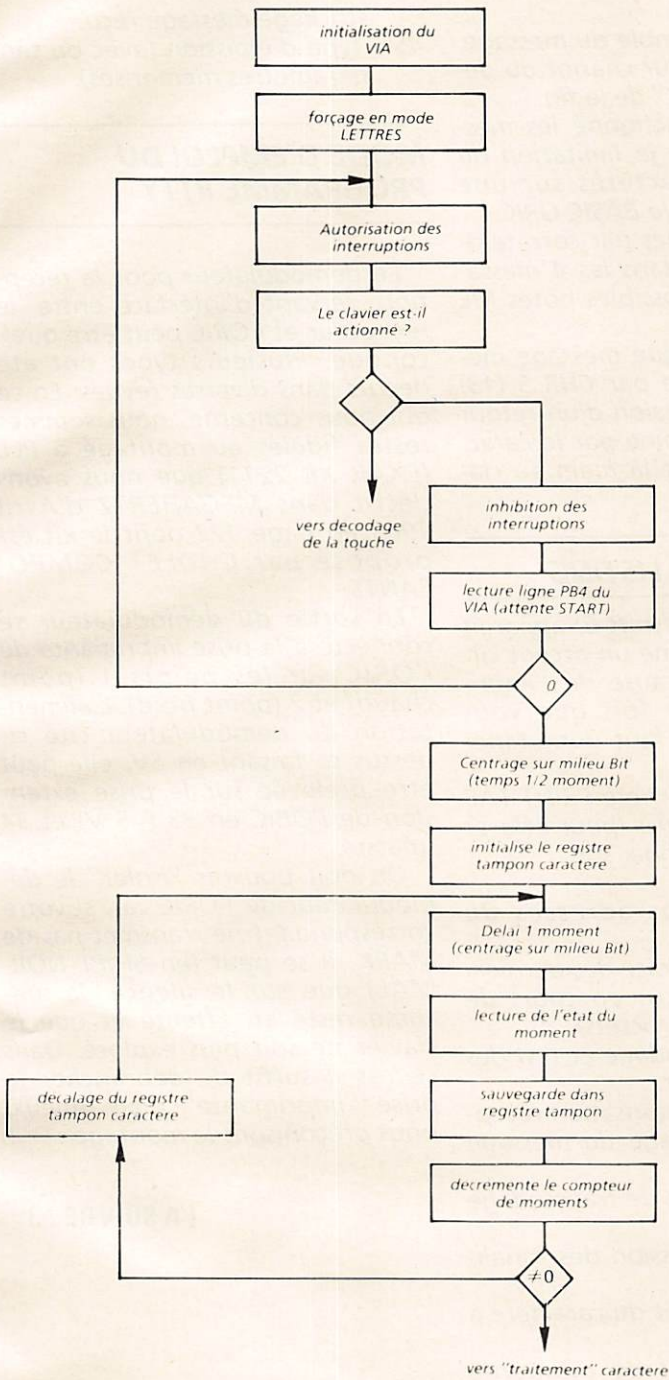 initialisation du
VIA
forçage en mode
LETTRES
Autorisation des
interruptions
Le clavier est-il
actionné ?
vers decodage
de la touche
inhibition des
interruptions
lecture ligne PB4 du
VIA (attente START)
0
Centrage sur milieu Bit
(temps 1/2 moment)
initialise le registre
tampon caractere
Delai 1 moment
(centrage sur milieu Bit)
lecture de l'etat du
moment
sauvegarde dans
registre tampon
decalage du registre
tampon caractere
decremente le compteur
de moments
≠0
vers "traitement" caractere